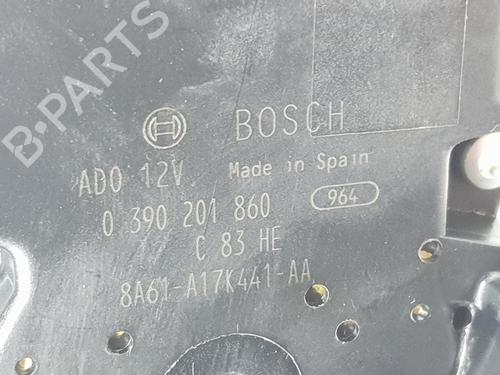 B-PARTS
BOSCH
ADO 12V Made in Spain
0 390 201 860 964
C 83 HE
8A61-A17K441-AA